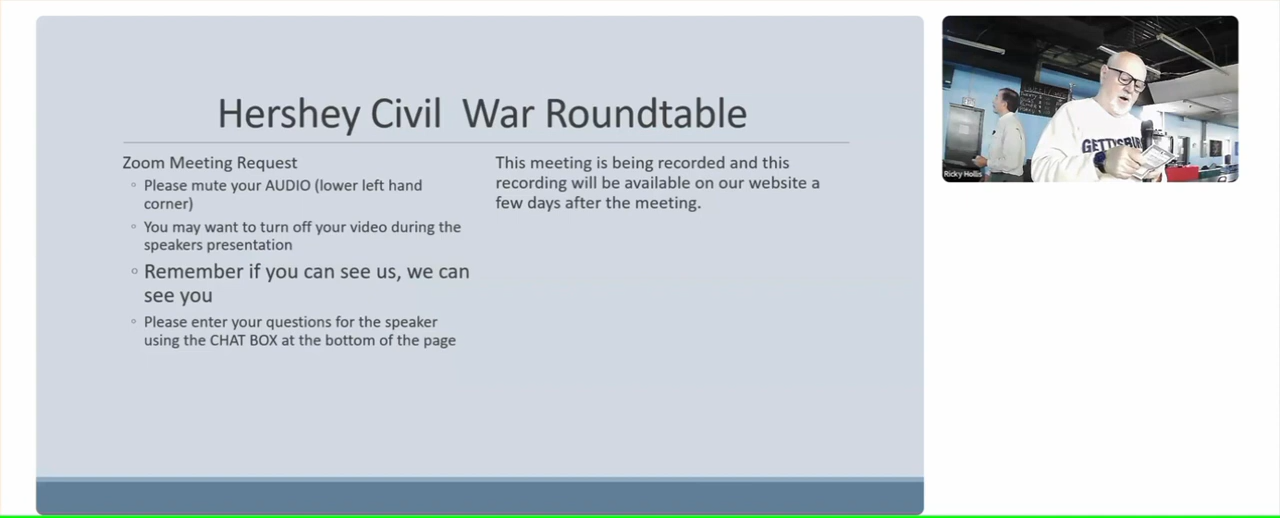 Hershey Civil  War Roundtable
Zoom Meeting Request
◦ Please mute your AUDIO (lower left hand
corner)
◦ You may want to turn off your video during the
speakers presentation
◦ Remember if you can see us, we can
see you
◦ Please enter your questions for the speaker
using the CHAT BOX at the bottom of the page
This meeting is being recorded and this
recording will be available on our website a
few days after the meeting.
GETTYSBU
Ricky Hollis